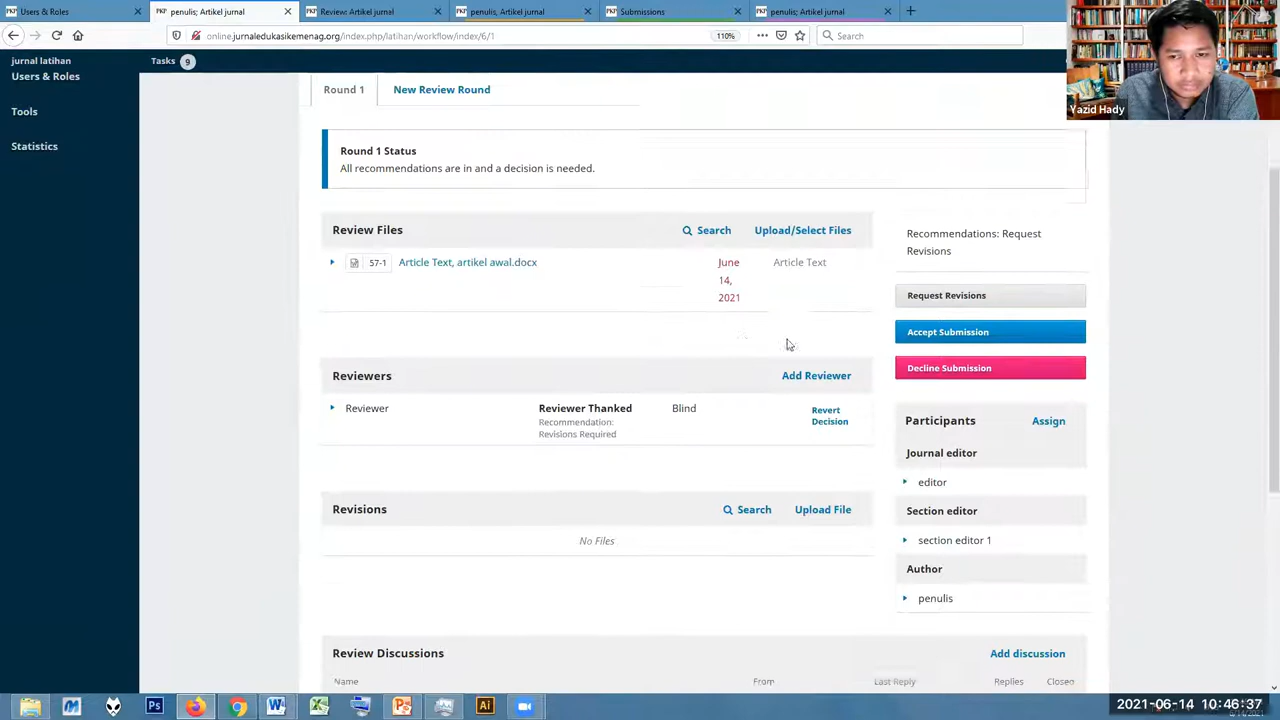 Users & Roles
penulis; Artikel jurnal
Review: Artikel jurnal
penulis, Artikel jurnal
Submissions
penulis; Artikel jurnal
online.jurnaledukasikemenag.org/index.php/latihan/workflow/index/6/1
110%
Search
jurnal latihan
Tasks 9
Users & Roles
Tools
Statistics
Yazid Hady
Round 1
New Review Round
Round 1 Status
All recommendations are in and a decision is needed.
Review Files
Search
Upload/Select Files
57-1
Article Text, artikel awal.docx
June
14,
2021
Article Text
Recommendations: Request
Revisions
Request Revisions
Accept Submission
Decline Submission
Reviewers
Add Reviewer
Reviewer
Reviewer Thanked
Recommendation:
Revisions Required
Blind
Revert
Decision
Participants
Assign
Journal editor
editor
Section editor
section editor 1
Author
penulis
Revisions
Search
Upload File
No Files
Review Discussions
Add discussion
Name
From
Last Reply
Replies
Closed
2021-06-14 10:46:37